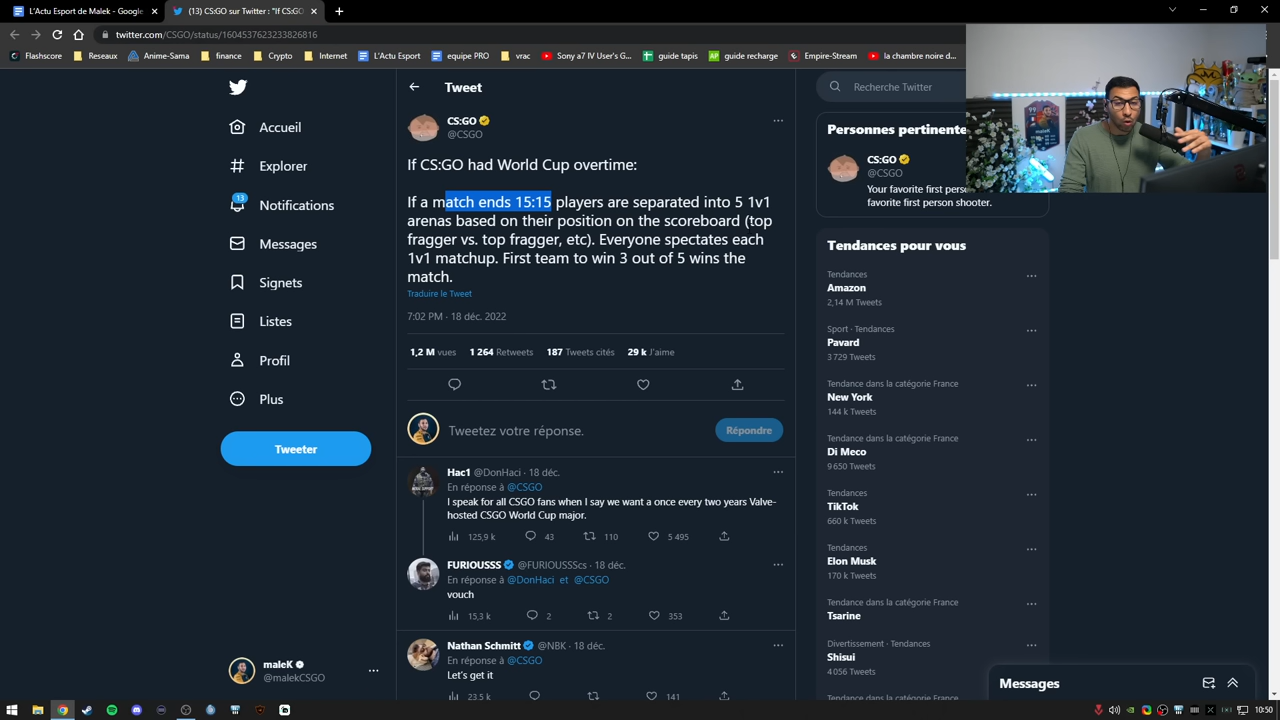 L'Actu Esport de Malek - Google
(13) CS:GO sur Twitter : "If CS:G
twitter.com/CSGO/status/1604537623233826816
Flashscore
Reseaux
Anime-Sama
finance
Crypto
Internet
L'Actu Esport
equipe PRO
vrac
Sony a7 IV User's G...
guide tapis
guide recharge
Empire-Stream
la chambre noire d...
Accueil
Explorer
13
Notifications
Messages
Signets
Listes
Profil
Plus
Tweeter
maleK
@malekCSGO
Tweet
CS:GO
@CSGO
If CS:GO had World Cup overtime:
If a match ends 15:15 players are separated into 5 1v1
arenas based on their position on the scoreboard (top
fragger vs. top fragger, etc). Everyone spectates each
1v1 matchup. First team to win 3 out of 5 wins the
match.
Traduire le Tweet
7:02 PM · 18 déc. 2022
1,2 M vues 1 264 Retweets 187 Tweets cités 29 k J'aime
Tweetez votre réponse.
Répondre
Hac1 @DonHaci · 18 déc.
En réponse à @CSGO
I speak for all CSGO fans when I say we want a once every two years Valve-
hosted CSGO World Cup major.
125,9 k 43 110 5 495
FURIOUSSS @FURIOUSSScs · 18 déc.
En réponse à @DonHaci et @CSGO
vouch
15,3 k 2 2 353
Nathan Schmitt @NBK · 18 déc.
En réponse à @CSGO
Let's get it
23,5 k 141
Recherche Twitter
Personnes pertinente
CS:GO
@CSGO
Your favorite first pers
favorite first person shooter.
Tendances pour vous
Tendances
Amazon
2,14 M Tweets
Sport · Tendances
Pavard
3 729 Tweets
Tendance dans la catégorie France
New York
144 k Tweets
Tendance dans la catégorie France
Di Meco
9 650 Tweets
Tendances
TikTok
660 k Tweets
Tendances
Elon Musk
170 k Tweets
Tendance dans la catégorie France
Tsarine
Divertissement · Tendances
Shisui
4 056 Tweets
Tendance dans la catégorie France
Messages
99
maleK
10:50